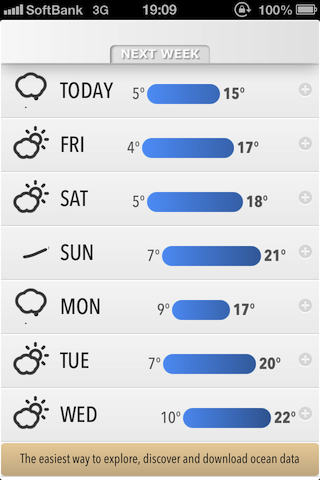 SoftBank 3G 19:09 100%
NEXT WEEK
TODAY 5° 15°
FRI 4° 17°
SAT 5° 18°
SUN 7° 21°
MON 9° 17°
TUE 7° 20°
WED 10° 22°
The easiest way to explore, discover and download ocean data